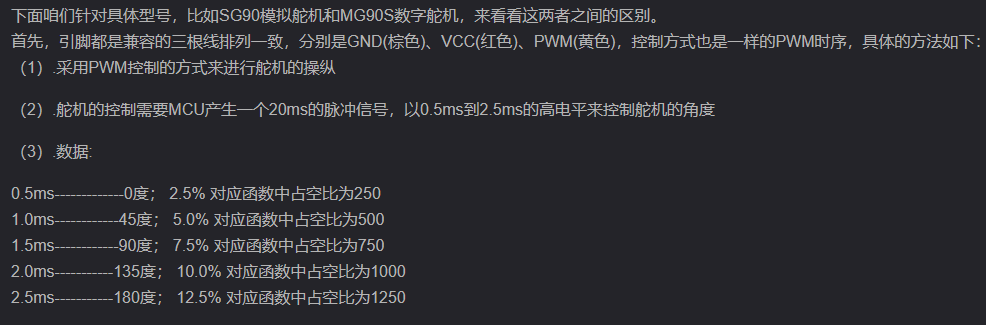 下面咱们针对具体型号，比如SG90模拟舵机和MG90S数字舵机，来看看这两者之间的区别。
首先，引脚都是兼容的三根线排列一致，分别是GND(棕色)、VCC(红色)、PWM(黄色)，控制方式也是一样的PWM时序，具体的方法如下：
（1）.采用PWM控制的方式来进行舵机的操纵
（2）.舵机的控制需要MCU产生一个20ms的脉冲信号，以0.5ms到2.5ms的高电平来控制舵机的角度
（3）.数据:
0.5ms-------------0度； 2.5% 对应函数中占空比为250
1.0ms------------45度； 5.0% 对应函数中占空比为500
1.5ms------------90度； 7.5% 对应函数中占空比为750
2.0ms-----------135度； 10.0% 对应函数中占空比为1000
2.5ms-----------180度； 12.5% 对应函数中占空比为1250